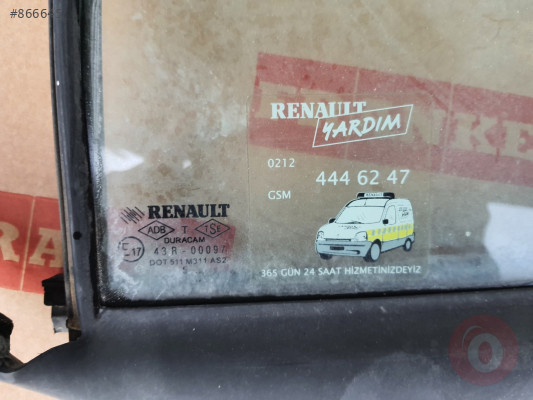 #8666
RENAULT
YARDIM
0212
444 62 47
GSM
RENAULT
ADB T TSE
DURACAM
E17 43 R-00097
DOT 511 M311 AS2
365 GÜN 24 SAAT HİZMETİNİZDEYİZ